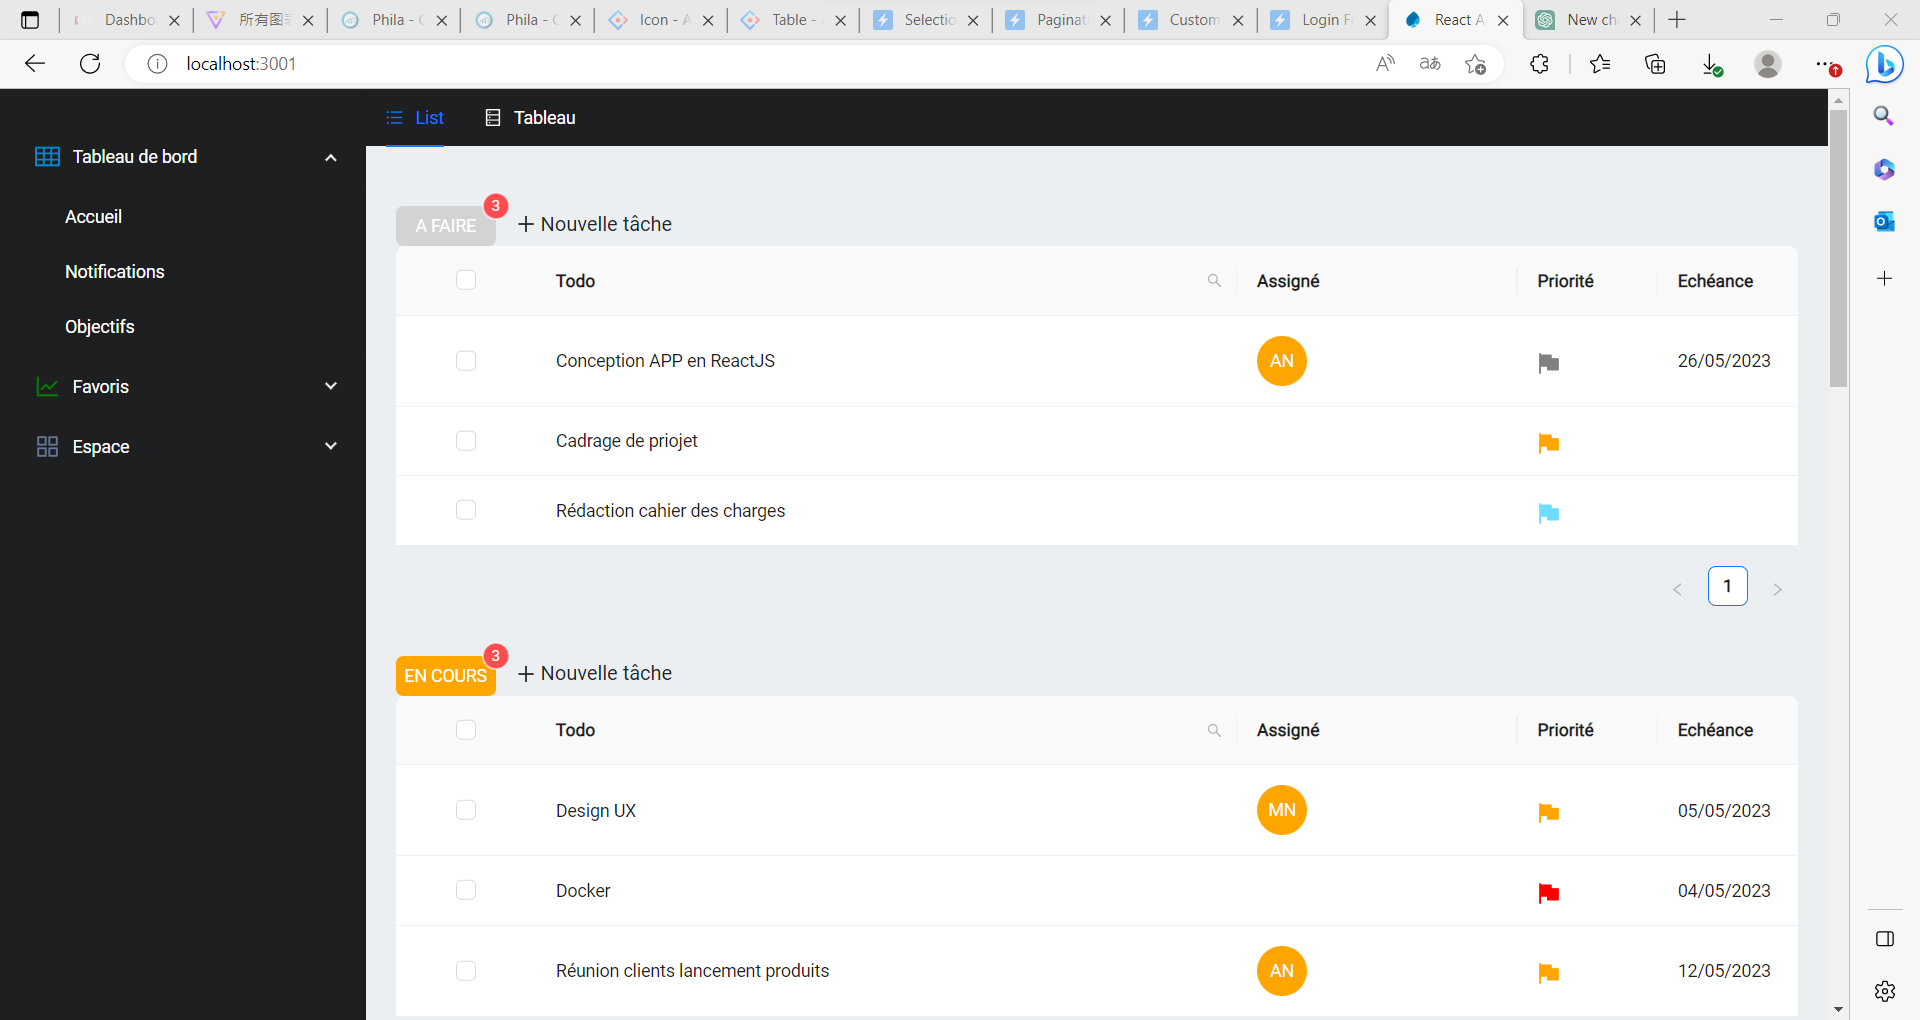 Dashbo
所有图
Phila - C
Phila - C
Icon - A
Table -
Selectio
Paginat
Custom
Login F
React A
New ch
localhost:3001
List
Tableau
Tableau de bord
Accueil
Notifications
Objectifs
Favoris
Espace
A FAIRE
3
+ Nouvelle tâche
Todo Assigné Priorité Echéance
Conception APP en ReactJS AN 26/05/2023
Cadrage de priojet
Rédaction cahier des charges
< 1 >
EN COURS
3
+ Nouvelle tâche
Todo Assigné Priorité Echéance
Design UX MN 05/05/2023
Docker 04/05/2023
Réunion clients lancement produits AN 12/05/2023